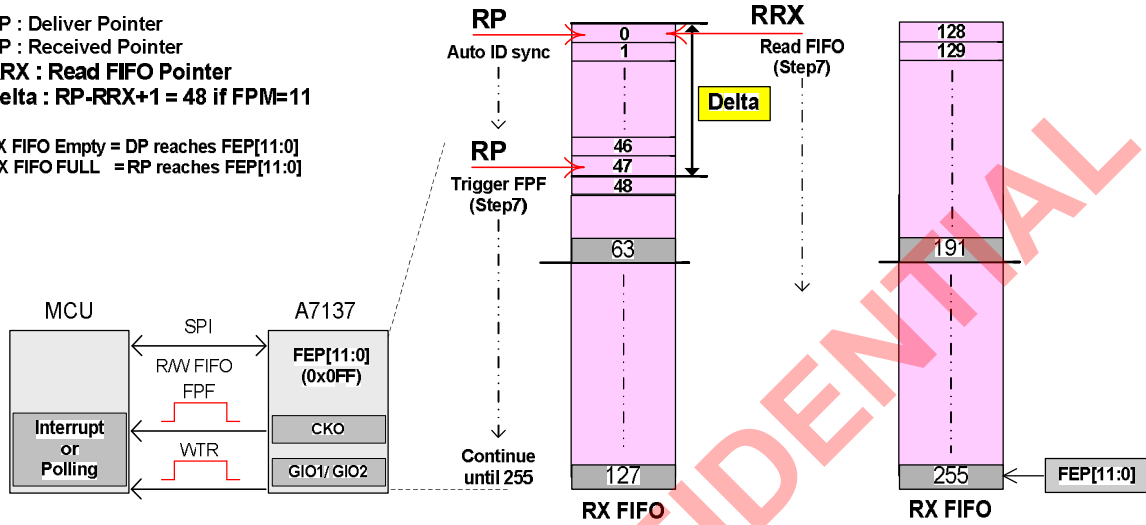 P : Deliver Pointer
P : Received Pointer
RX : Read FIFO Pointer
elta : RP-RRX+1 = 48 if FPM=11
X FIFO Empty = DP reaches FEP[11:0]
X FIFO FULL = RP reaches FEP[11:0]
RP
Auto ID sync
RP
Trigger FPF
(Step7)
Continue
until 255
0
1
46
47
48
63
127
RX FIFO
Delta
RRX
Read FIFO
(Step7)
128
129
191
255
RX FIFO
FEP[11:0]
MCU
Interrupt
or
Polling
SPI
R/W FIFO
FPF
WTR
A7137
FEP[11:0]
(0x0FF)
CKO
GIO1/ GIO2
FIDENTIAL